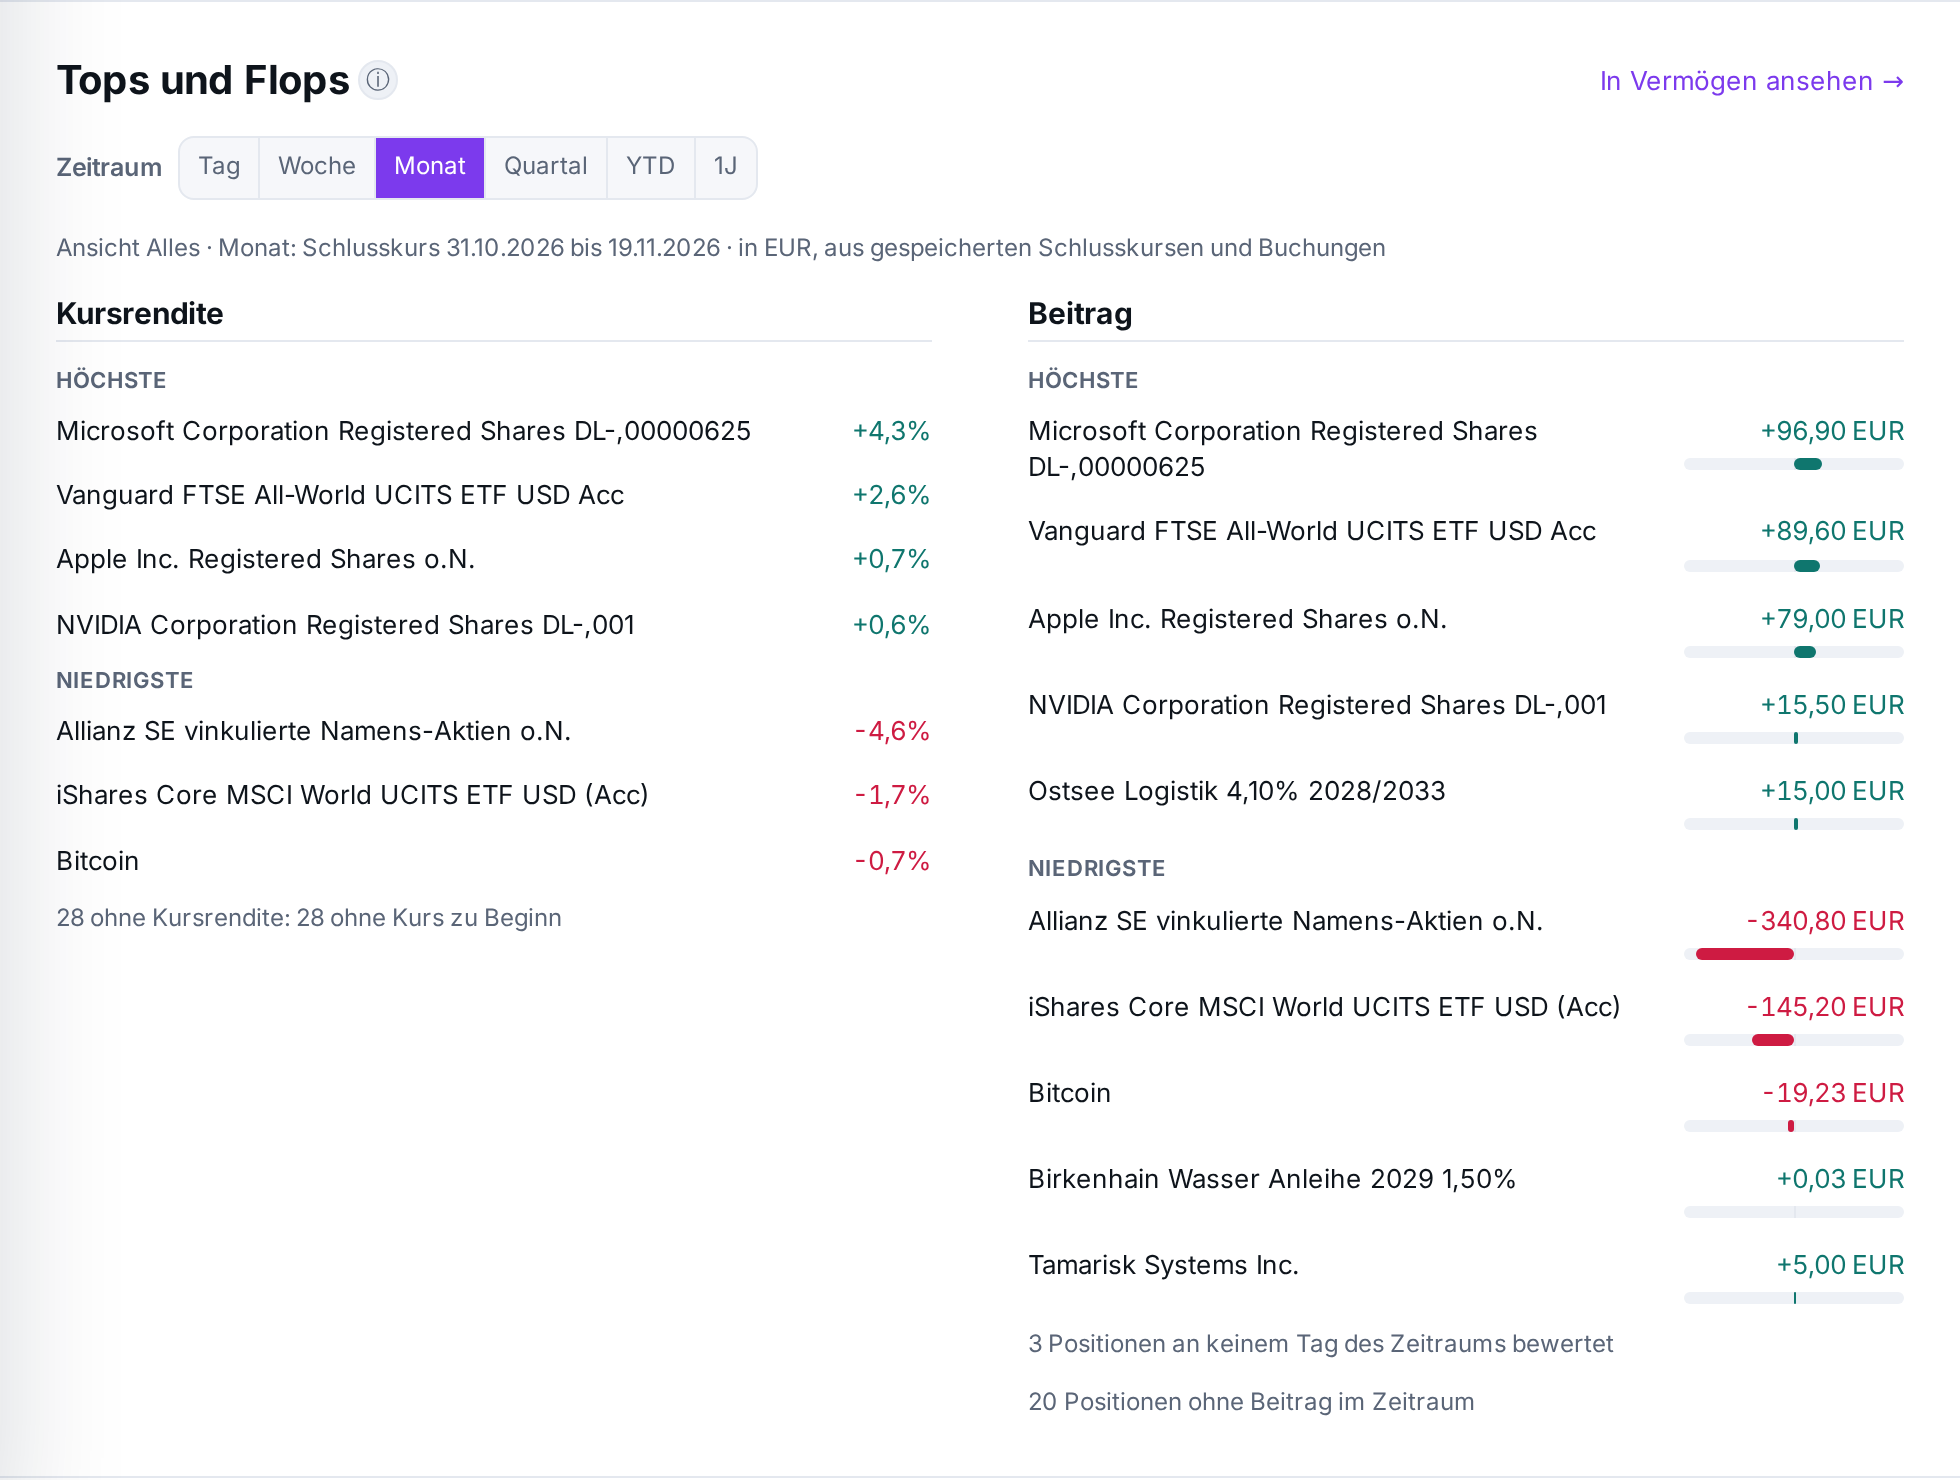 Tops und Flops ⓘ
In Vermögen ansehen →
Zeitraum
Tag
Woche
Monat
Quartal
YTD
1J
Ansicht Alles · Monat: Schlusskurs 31.10.2026 bis 19.11.2026 · in EUR, aus gespeicherten Schlusskursen und Buchungen
Kursrendite
HÖCHSTE
Microsoft Corporation Registered Shares DL-,00000625 +4,3%
Vanguard FTSE All-World UCITS ETF USD Acc +2,6%
Apple Inc. Registered Shares o.N. +0,7%
NVIDIA Corporation Registered Shares DL-,001 +0,6%
NIEDRIGSTE
Allianz SE vinkulierte Namens-Aktien o.N. -4,6%
iShares Core MSCI World UCITS ETF USD (Acc) -1,7%
Bitcoin -0,7%
28 ohne Kursrendite: 28 ohne Kurs zu Beginn
Beitrag
HÖCHSTE
Microsoft Corporation Registered Shares +96,90 EUR
DL-,00000625
Vanguard FTSE All-World UCITS ETF USD Acc +89,60 EUR
Apple Inc. Registered Shares o.N. +79,00 EUR
NVIDIA Corporation Registered Shares DL-,001 +15,50 EUR
Ostsee Logistik 4,10% 2028/2033 +15,00 EUR
NIEDRIGSTE
Allianz SE vinkulierte Namens-Aktien o.N. -340,80 EUR
iShares Core MSCI World UCITS ETF USD (Acc) -145,20 EUR
Bitcoin -19,23 EUR
Birkenhain Wasser Anleihe 2029 1,50% +0,03 EUR
Tamarisk Systems Inc. +5,00 EUR
3 Positionen an keinem Tag des Zeitraums bewertet
20 Positionen ohne Beitrag im Zeitraum